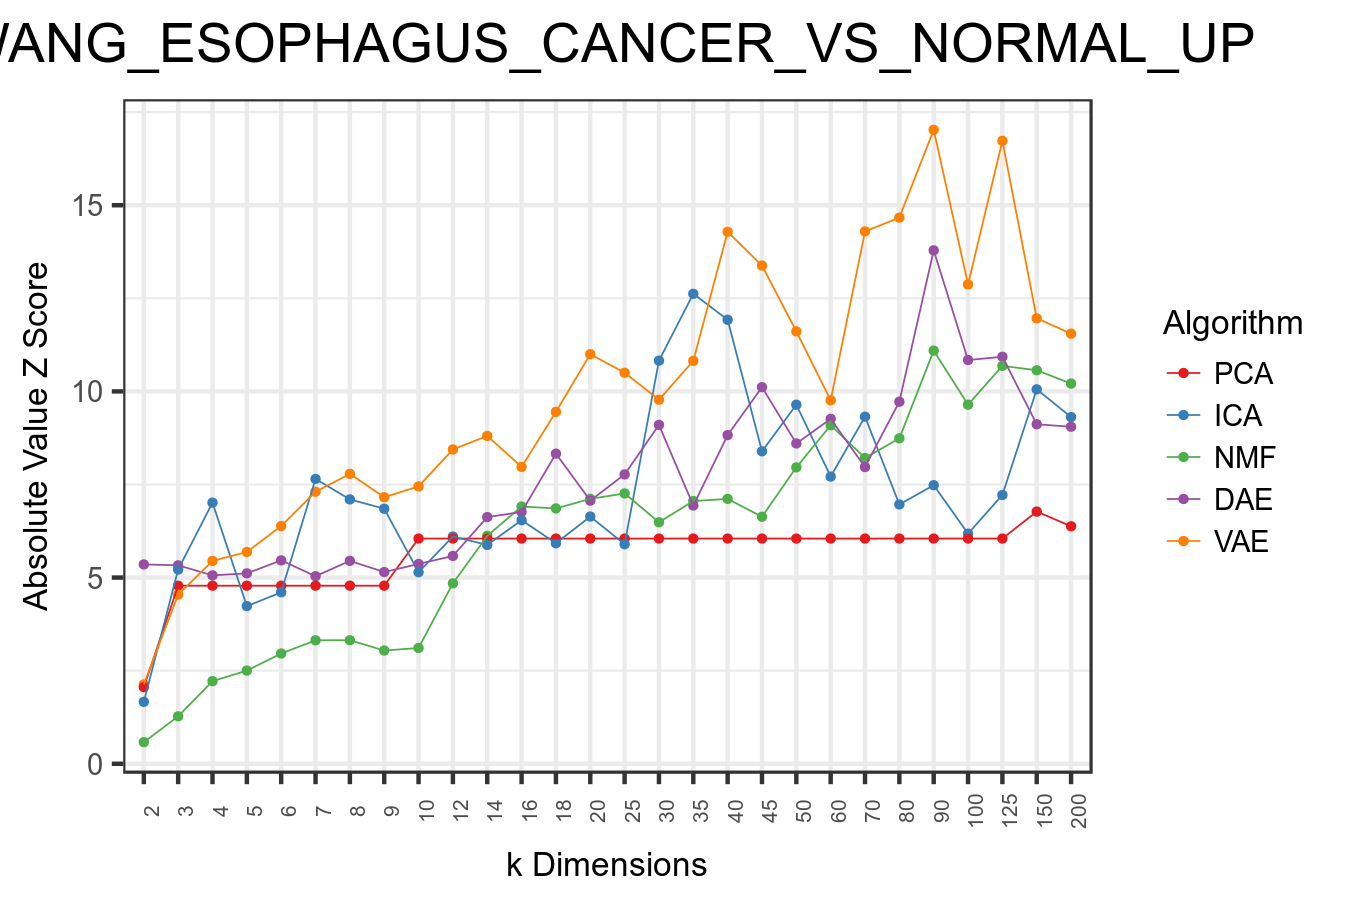 WANG_ESOPHAGUS_CANCER_VS_NORMAL_UP
Absolute Value Z Score
15
10
5
0
2 3 4 5 6 7 8 9 10 12 14 16 18 20 25 30 35 40 45 50 60 70 80 90 100 125 150 200
k Dimensions
Algorithm
PCA
ICA
NMF
DAE
VAE